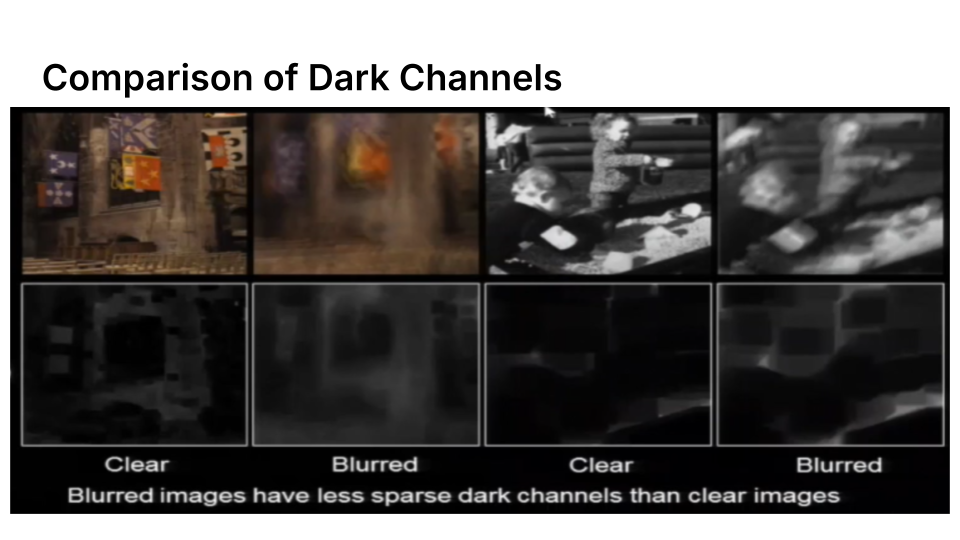 Comparison of Dark Channels
Clear
Blurred
Clear
Blurred
Blurred images have less sparse dark channels than clear images